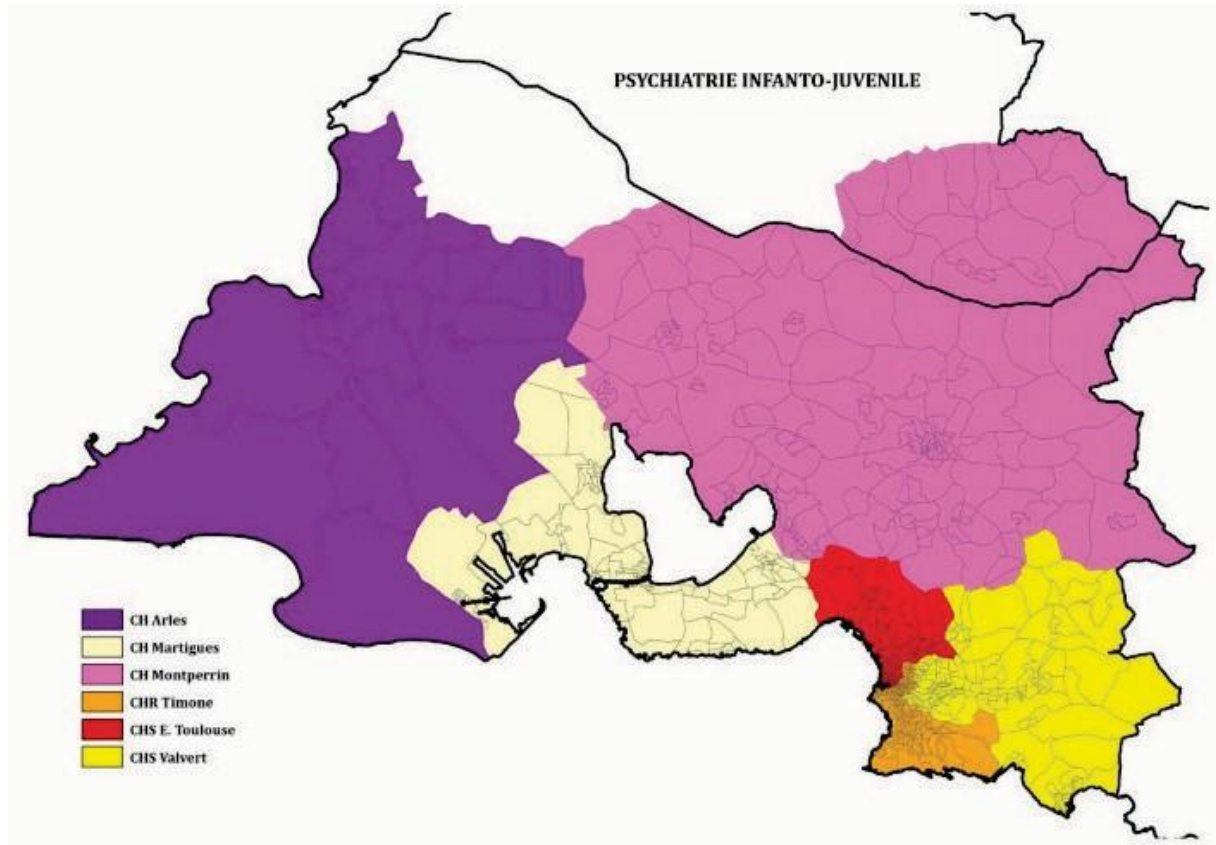 PSYCHIATRIE INFANTO-JUVENILE
CH Arles
CH Martigues
CH Montperrin
CHR Timone
CHS E. Toulouse
CHS Valvert